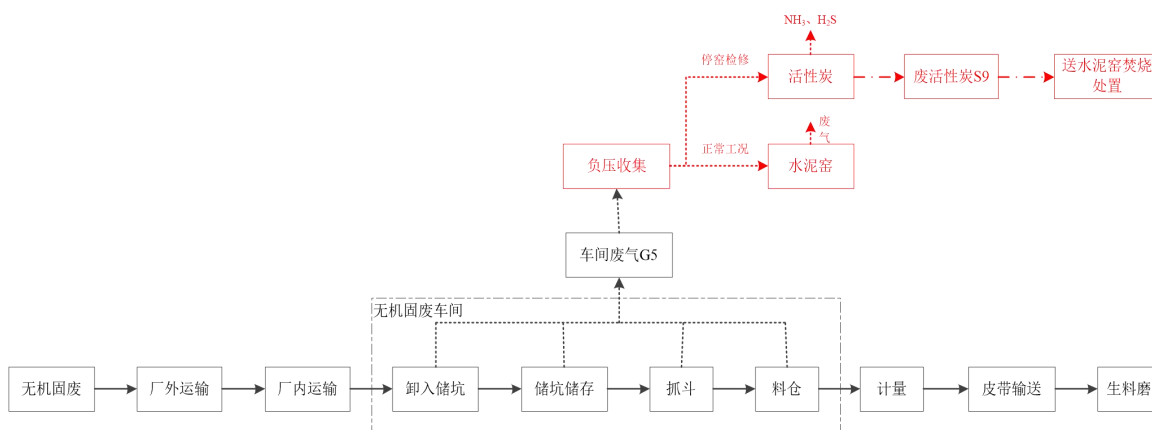 NH₃、H₂S
停窑检修
活性炭
废活性炭S9
送水泥窑焚烧
处置
废
气
负压收集
正常工况
水泥窑
车间废气G5
无机固废车间
无机固废
厂外运输
厂内运输
卸入储坑
储坑储存
抓斗
料仓
计量
皮带输送
生料磨